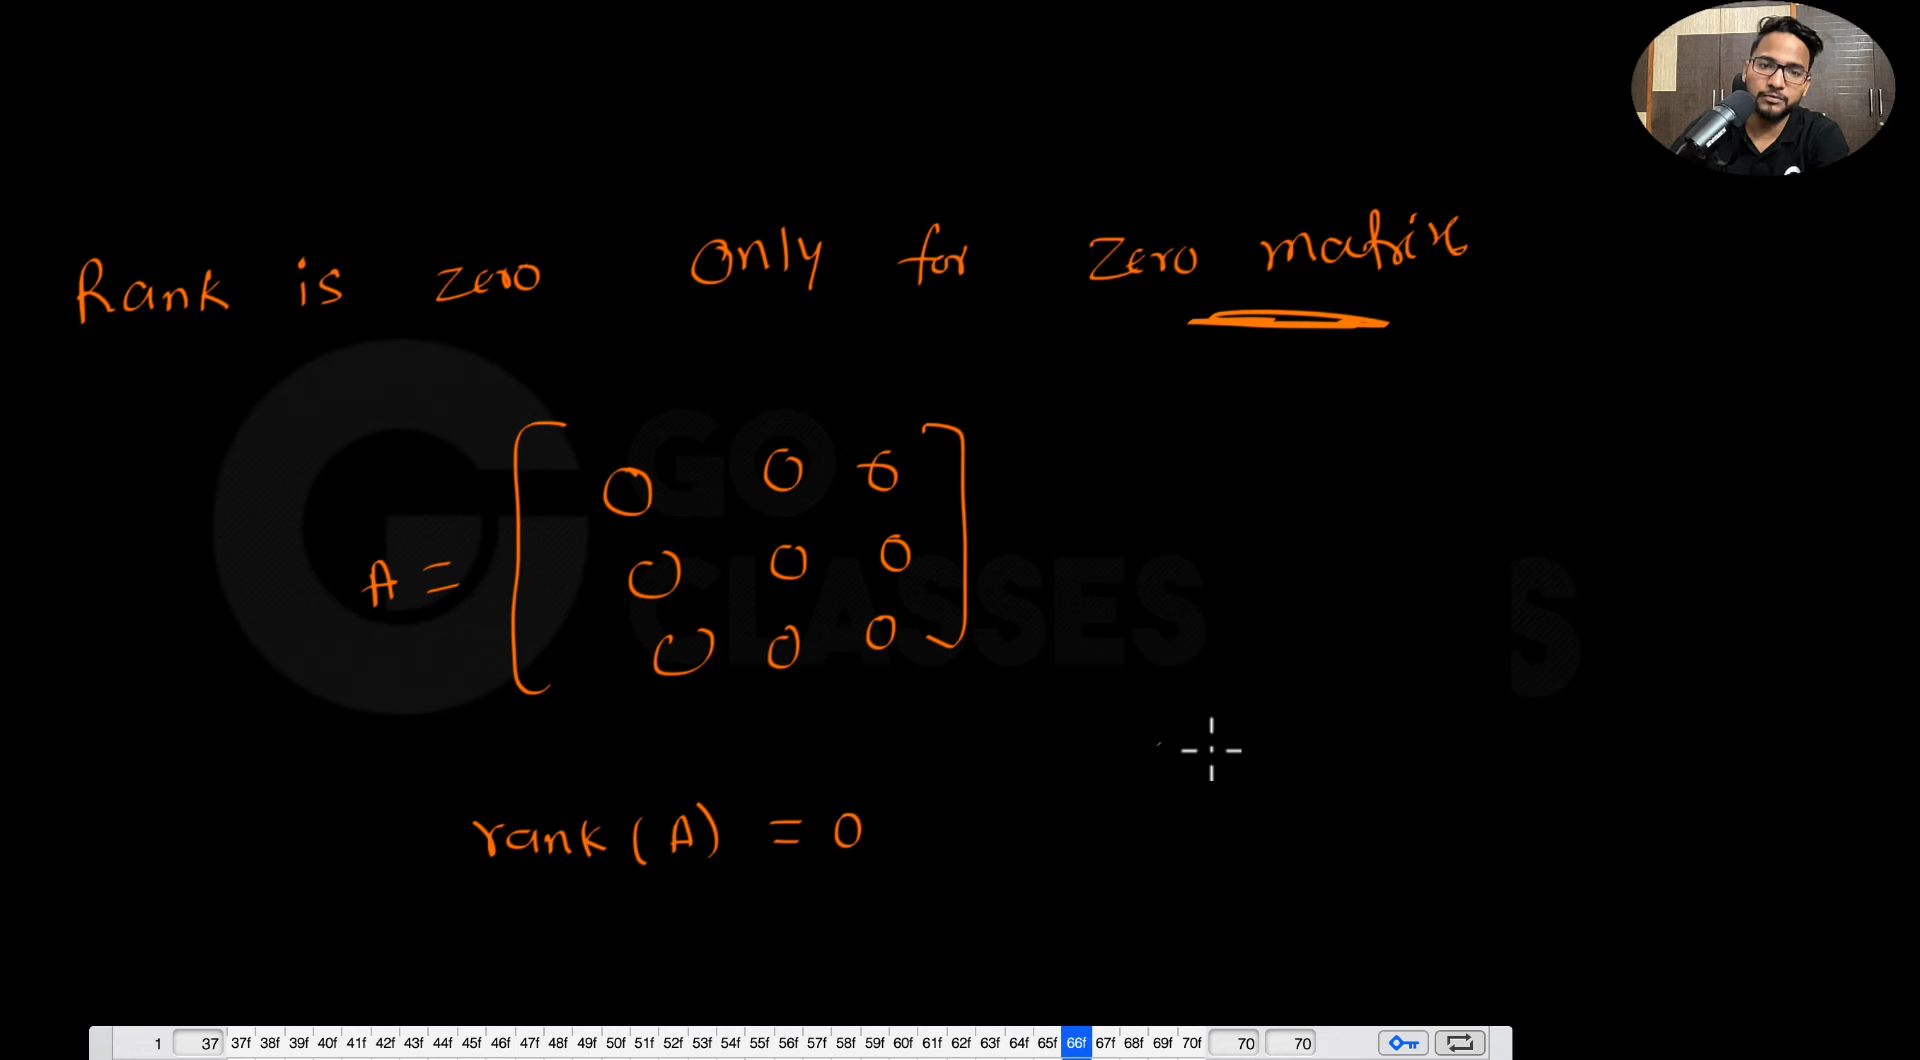 Rank is zero only for zero matrix
GO
CLASSES
S
A = [ 0 0 0
0 0 0
0 0 0 ]
rank (A) = 0
1 37 37f 38f 39f 40f 41f 42f 43f 44f 45f 46f 47f 48f 49f 50f 51f 52f 53f 54f 55f 56f 57f 58f 59f 60f 61f 62f 63f 64f 65f 66f 67f 68f 69f 70f 70 70